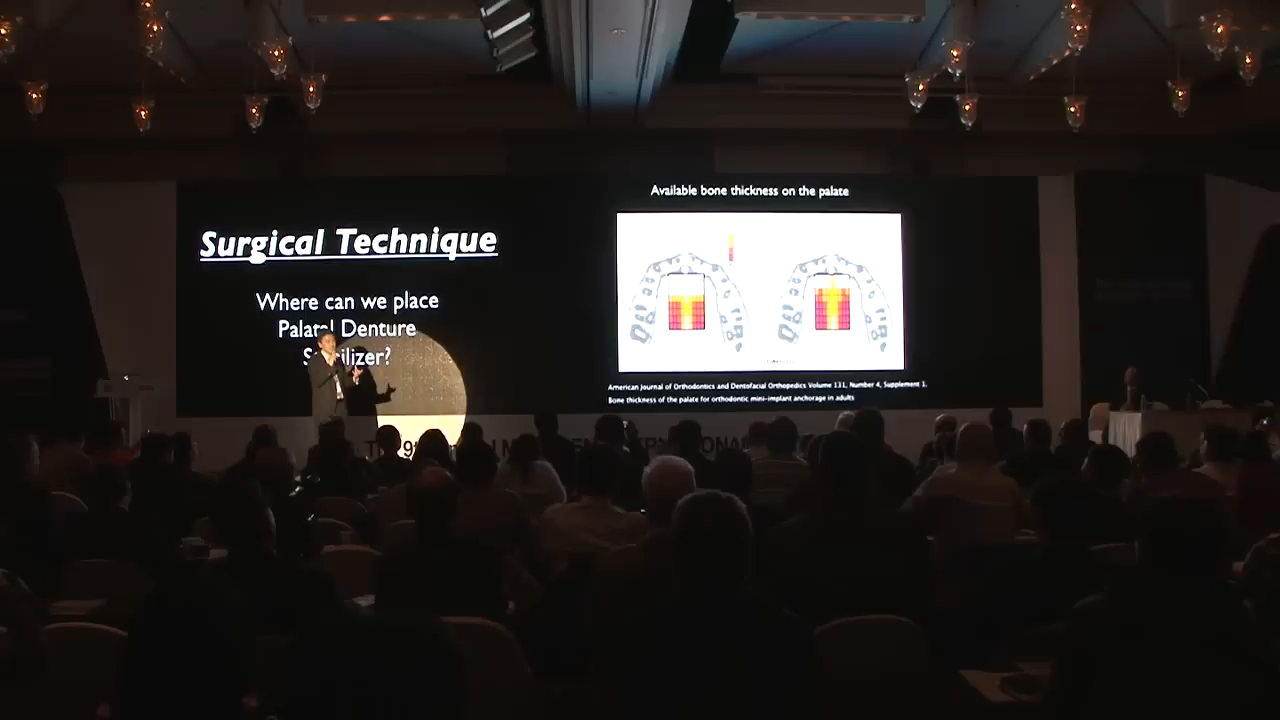 Surgical Technique
Where can we place
Palatal Denture
Stabilizer?
Available bone thickness on the palate
American Journal of Orthodontics and Dentofacial Orthopedics Volume 131, Number 4, Supplement 1.
Bone thickness of the palate for orthodontic mini-implant anchorage in adults